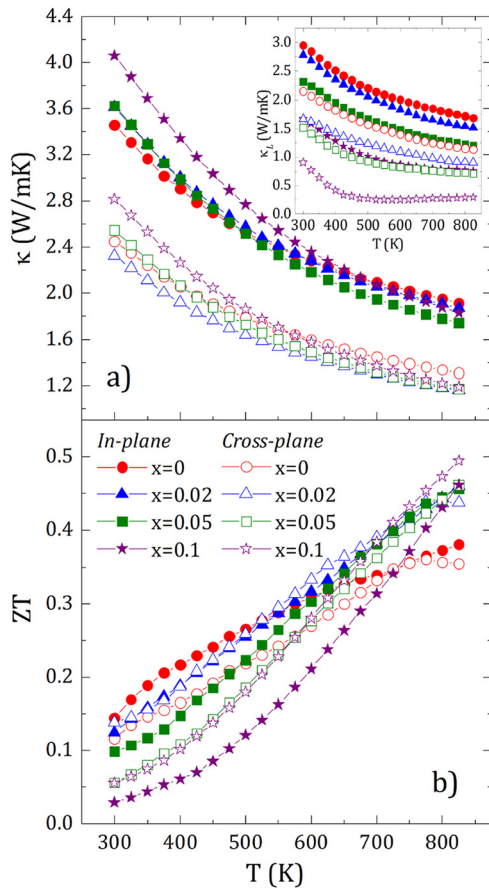 4.4
4.0
3.6
3.2
2.8
2.4
2.0
1.6
1.2
κ (W/mK)
a)
3.0
2.5
2.0
1.5
1.0
0.5
0.0
κL (W/mK)
300 400 500 600 700 800
T (K)
In-plane Cross-plane
x=0 x=0
x=0.02 x=0.02
x=0.05 x=0.05
x=0.1 x=0.1
0.5
0.4
0.3
0.2
0.1
0.0
ZT
b)
300 400 500 600 700 800
T (K)